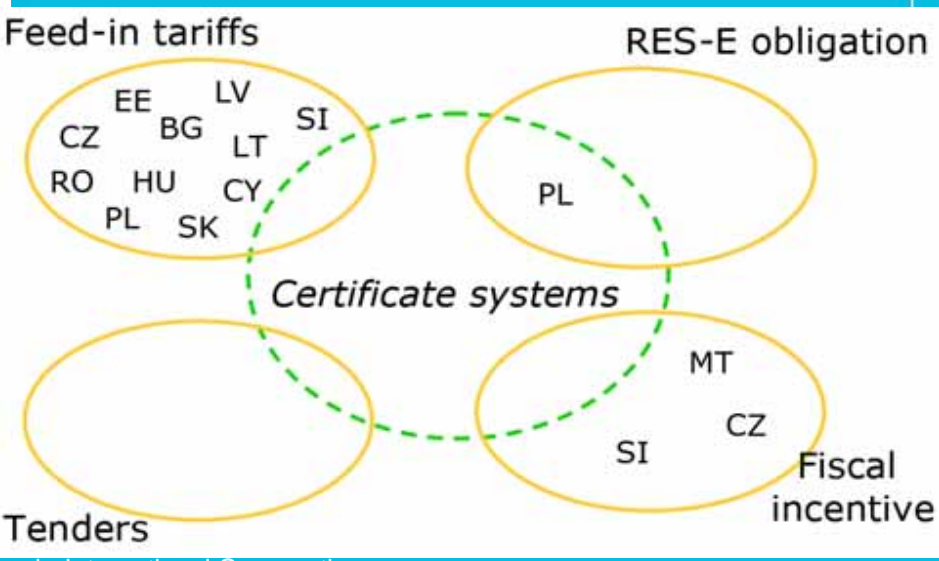 Feed-in tariffs
RES-E obligation
EE
LV
CZ
BG
SI
LT
RO
HU
CY
PL
SK
PL
Certificate systems
MT
CZ
SI
Fiscal
incentive
Tenders